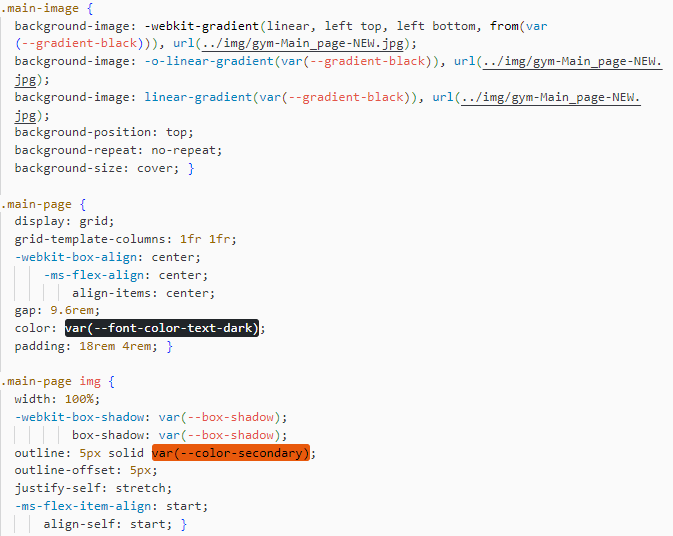 .main-image {
background-image: -webkit-gradient(linear, left top, left bottom, from(var
(--gradient-black))), url(../img/gym-Main_page-NEW.jpg);
background-image: -o-linear-gradient(var(--gradient-black)), url(../img/gym-Main_page-NEW.
jpg);
background-image: linear-gradient(var(--gradient-black)), url(../img/gym-Main_page-NEW.
jpg);
background-position: top;
background-repeat: no-repeat;
background-size: cover; }
.main-page {
display: grid;
grid-template-columns: 1fr 1fr;
-webkit-box-align: center;
-ms-flex-align: center;
align-items: center;
gap: 9.6rem;
color: var(--font-color-text-dark);
padding: 18rem 4rem; }
.main-page img {
width: 100%;
-webkit-box-shadow: var(--box-shadow);
box-shadow: var(--box-shadow);
outline: 5px solid var(--color-secondary);
outline-offset: 5px;
justify-self: stretch;
-ms-flex-item-align: start;
align-self: start; }